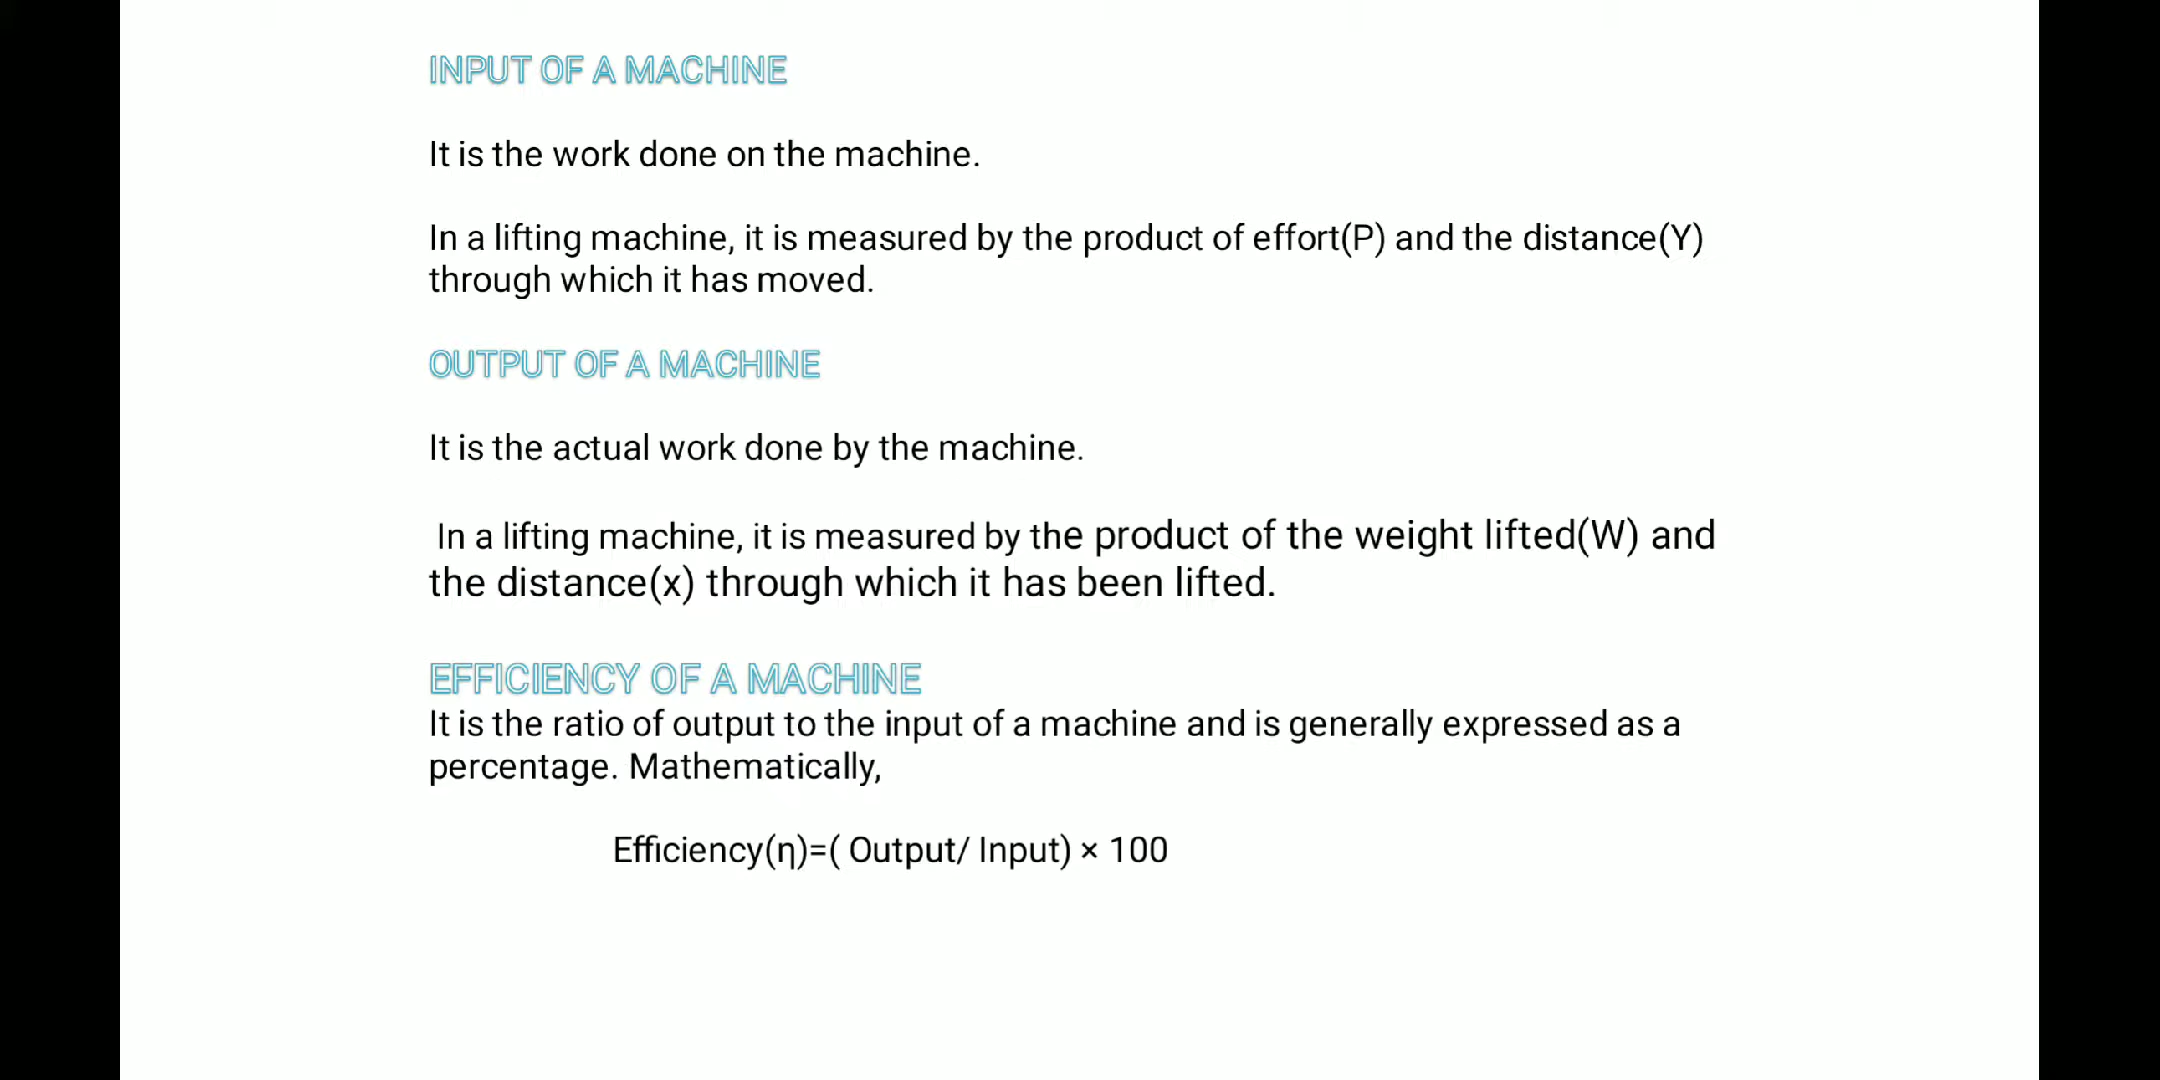 INPUT OF A MACHINE
It is the work done on the machine.
In a lifting machine, it is measured by the product of effort(P) and the distance(Y)
through which it has moved.
OUTPUT OF A MACHINE
It is the actual work done by the machine.
In a lifting machine, it is measured by the product of the weight lifted(W) and
the distance(x) through which it has been lifted.
EFFICIENCY OF A MACHINE
It is the ratio of output to the input of a machine and is generally expressed as a
percentage. Mathematically,
Efficiency(η)=( Output/ Input) × 100